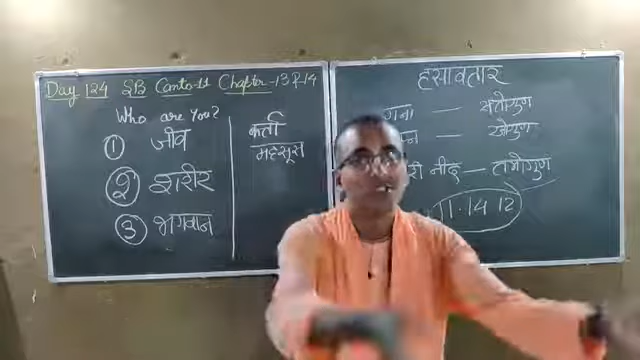 Day 124 SB Canto-11 Chapter-13 & 14
Who are You?
① जीव
② शरीर
③ भगवान
कर्ता
महसूस
हंसावतार
— सतोगुण
— रजोगुण
नींद — तमोगुण
11.14.12